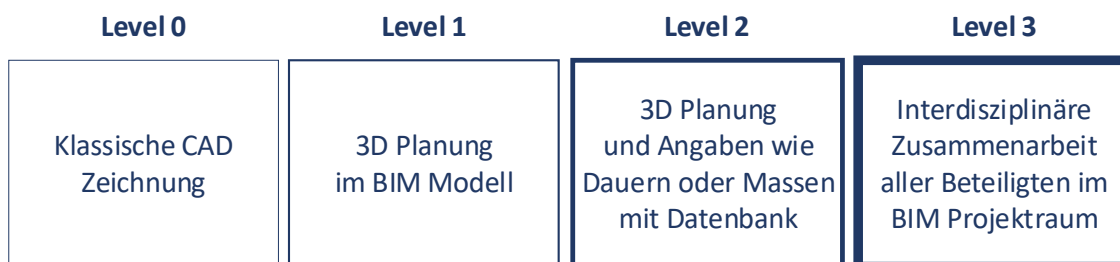 Level 0
Level 1
Level 2
Level 3
Klassische CAD
Zeichnung
3D Planung
im BIM Modell
3D Planung
und Angaben wie
Dauern oder Massen
mit Datenbank
Interdisziplinäre
Zusammenarbeit
aller Beteiligten im
BIM Projektraum